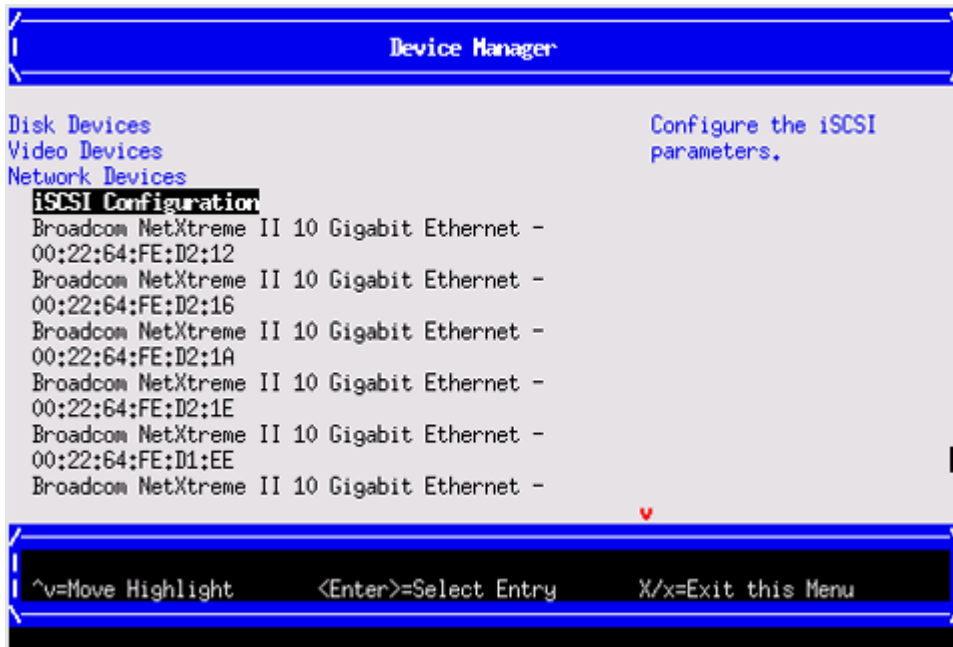 Device Manager
Disk Devices
Video Devices
Network Devices
iSCSI Configuration
Broadcom NetXtreme II 10 Gigabit Ethernet -
00:22:64:FE:D2:12
Broadcom NetXtreme II 10 Gigabit Ethernet -
00:22:64:FE:D2:16
Broadcom NetXtreme II 10 Gigabit Ethernet -
00:22:64:FE:D2:1A
Broadcom NetXtreme II 10 Gigabit Ethernet -
00:22:64:FE:D2:1E
Broadcom NetXtreme II 10 Gigabit Ethernet -
00:22:64:FE:D1:EE
Broadcom NetXtreme II 10 Gigabit Ethernet -
Configure the iSCSI
parameters.
v
^v=Move Highlight <Enter>=Select Entry X/x=Exit this Menu